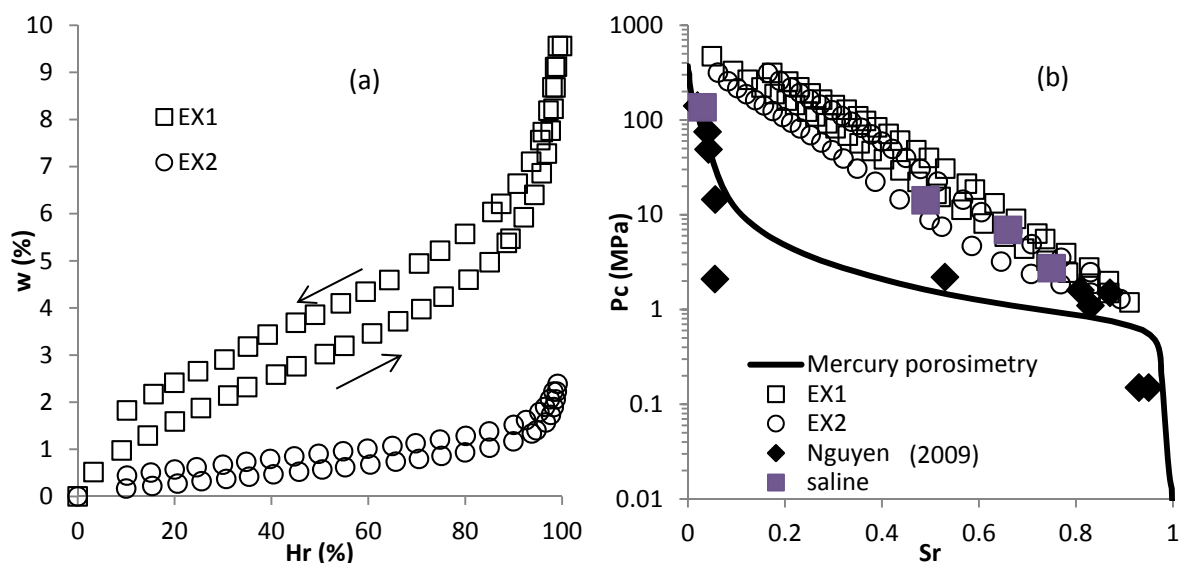 10
9
8
7
6
5
4
3
2
1
0
w (%)
(a)
EX1
EX2
0
20
40
60
80
100
Hr (%)
1000
100
10
1
0.1
0.01
Pc (MPa)
(b)
Mercury porosimetry
EX1
EX2
Nguyen (2009)
saline
0
0.2
0.4
0.6
0.8
1
Sr